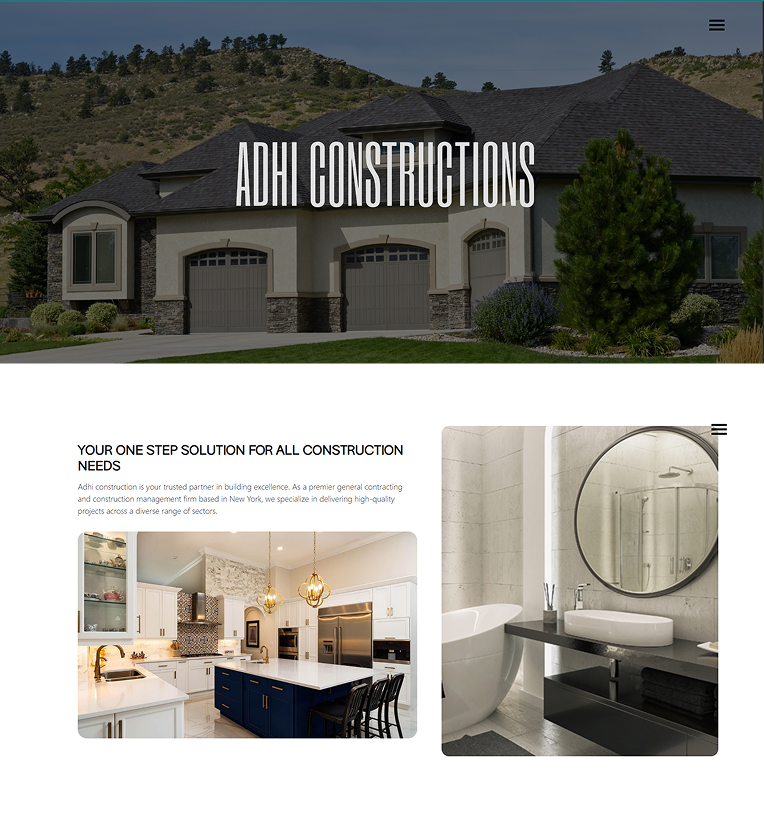 ADHI CONSTRUCTIONS
YOUR ONE STEP SOLUTION FOR ALL CONSTRUCTION
NEEDS
Adhi construction is your trusted partner in building excellence. As a premier general contracting
and construction management firm based in New York, we specialize in delivering high-quality
projects across a diverse range of sectors.